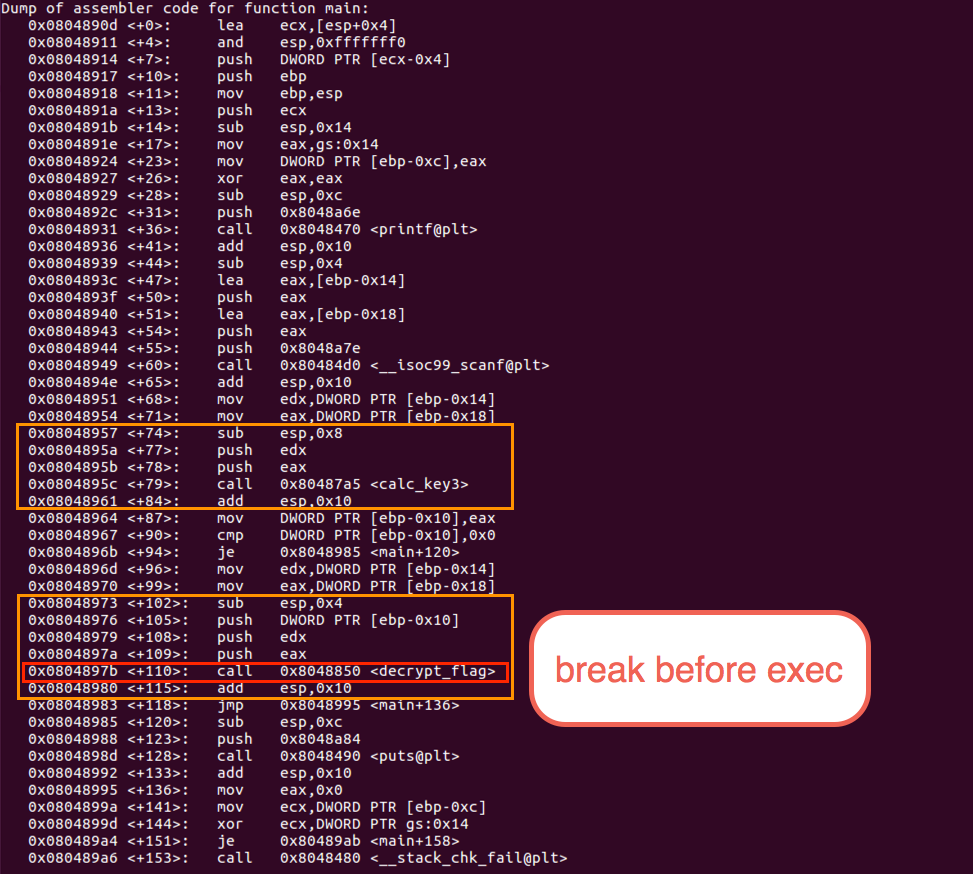 Dump of assembler code for function main:
0x0804890d <+0>: lea ecx,[esp+0x4]
0x08048911 <+4>: and esp,0xfffffff0
0x08048914 <+7>: push DWORD PTR [ecx-0x4]
0x08048917 <+10>: push ebp
0x08048918 <+11>: mov ebp,esp
0x0804891a <+13>: push ecx
0x0804891b <+14>: sub esp,0x14
0x0804891e <+17>: mov eax,gs:0x14
0x08048924 <+23>: mov DWORD PTR [ebp-0xc],eax
0x08048927 <+26>: xor eax,eax
0x08048929 <+28>: sub esp,0xc
0x0804892c <+31>: push 0x8048a6e
0x08048931 <+36>: call 0x8048470 <printf@plt>
0x08048936 <+41>: add esp,0x10
0x08048939 <+44>: sub esp,0x4
0x0804893c <+47>: lea eax,[ebp-0x14]
0x0804893f <+50>: push eax
0x08048940 <+51>: lea eax,[ebp-0x18]
0x08048943 <+54>: push eax
0x08048944 <+55>: push 0x8048a7e
0x08048949 <+60>: call 0x80484d0 <__isoc99_scanf@plt>
0x0804894e <+65>: add esp,0x10
0x08048951 <+68>: mov edx,DWORD PTR [ebp-0x14]
0x08048954 <+71>: mov eax,DWORD PTR [ebp-0x18]
0x08048957 <+74>: sub esp,0x8
0x0804895a <+77>: push edx
0x0804895b <+78>: push eax
0x0804895c <+79>: call 0x80487a5 <calc_key3>
0x08048961 <+84>: add esp,0x10
0x08048964 <+87>: mov DWORD PTR [ebp-0x10],eax
0x08048967 <+90>: cmp DWORD PTR [ebp-0x10],0x0
0x0804896b <+94>: je 0x8048985 <main+120>
0x0804896d <+96>: mov edx,DWORD PTR [ebp-0x14]
0x08048970 <+99>: mov eax,DWORD PTR [ebp-0x18]
0x08048973 <+102>: sub esp,0x4
0x08048976 <+105>: push DWORD PTR [ebp-0x10]
0x08048979 <+108>: push edx
0x0804897a <+109>: push eax
0x0804897b <+110>: call 0x8048850 <decrypt_flag>
0x08048980 <+115>: add esp,0x10
0x08048983 <+118>: jmp 0x8048995 <main+136>
0x08048985 <+120>: sub esp,0xc
0x08048988 <+123>: push 0x8048a84
0x0804898d <+128>: call 0x8048490 <puts@plt>
0x08048992 <+133>: add esp,0x10
0x08048995 <+136>: mov eax,0x0
0x0804899a <+141>: mov ecx,DWORD PTR [ebp-0xc]
0x0804899d <+144>: xor ecx,DWORD PTR gs:0x14
0x080489a4 <+151>: je 0x80489ab <main+158>
0x080489a6 <+153>: call 0x8048480 <__stack_chk_fail@plt>
break before exec